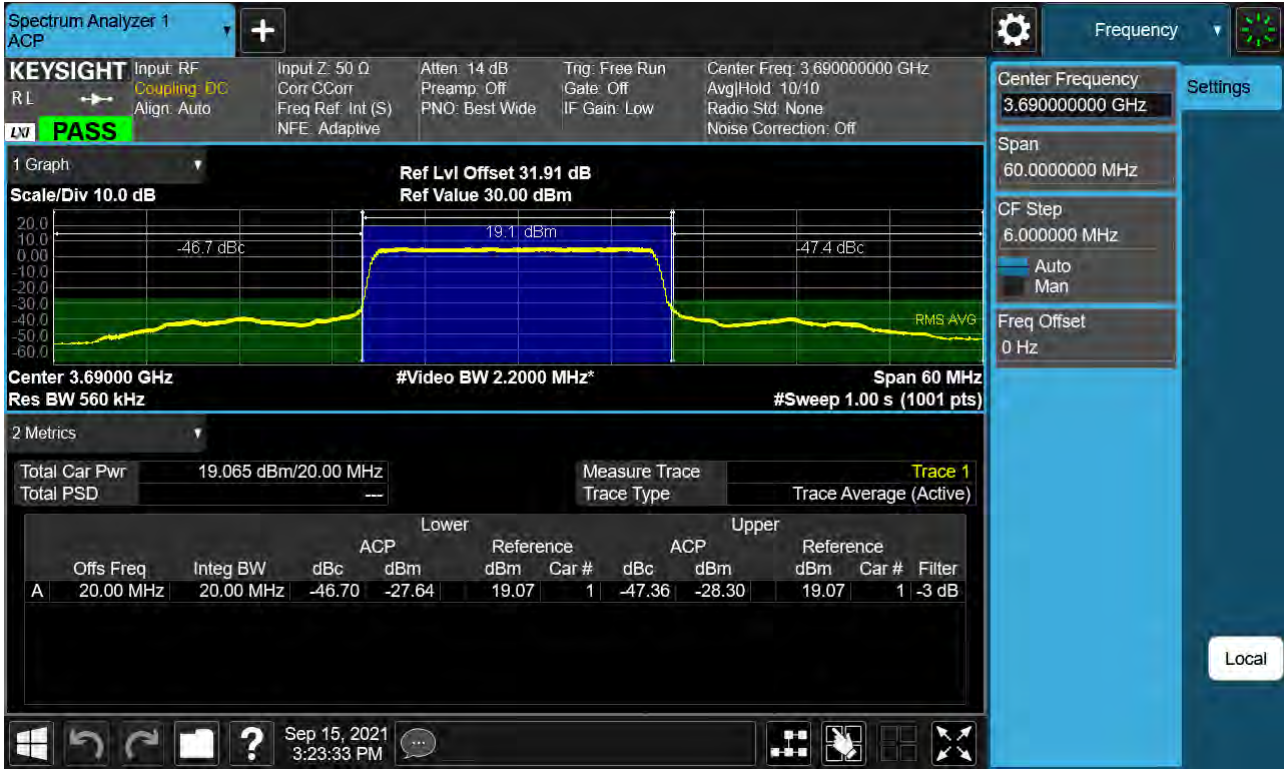 Spectrum Analyzer 1
ACP
Frequency
KEYSIGHT
R L
LXI
PASS
Input: RF
Coupling: DC
Align: Auto
Input Z: 50 Ω
Corr CCorr
Freq Ref: Int (S)
NFE: Adaptive
Atten: 14 dB
Preamp: Off
PNO: Best Wide
Trig: Free Run
Gate: Off
IF Gain: Low
Center Freq: 3.690000000 GHz
Avg|Hold: 10/10
Radio Std: None
Noise Correction: Off
Center Frequency
3.690000000 GHz
Settings
Span
60.0000000 MHz
CF Step
6.000000 MHz
Auto
Man
Freq Offset
0 Hz
Local
1 Graph
Scale/Div 10.0 dB
Ref Lvl Offset 31.91 dB
Ref Value 30.00 dBm
20.0
10.0
0.00
-10.0
-20.0
-30.0
-40.0
-50.0
-60.0
-46.7 dBc
19.1 dBm
-47.4 dBc
RMS AVG
Center 3.69000 GHz
#Video BW 2.2000 MHz*
Span 60 MHz
Res BW 560 kHz
#Sweep 1.00 s (1001 pts)
2 Metrics
Total Car Pwr 19.065 dBm/20.00 MHz
Total PSD ---
Measure Trace Trace 1
Trace Type Trace Average (Active)
Lower Upper
ACP Reference ACP Reference
Offs Freq Integ BW dBc dBm dBm Car # dBc dBm dBm Car # Filter
A 20.00 MHz 20.00 MHz -46.70 -27.64 19.07 1 -47.36 -28.30 19.07 1 -3 dB
Sep 15, 2021
3:23:33 PM